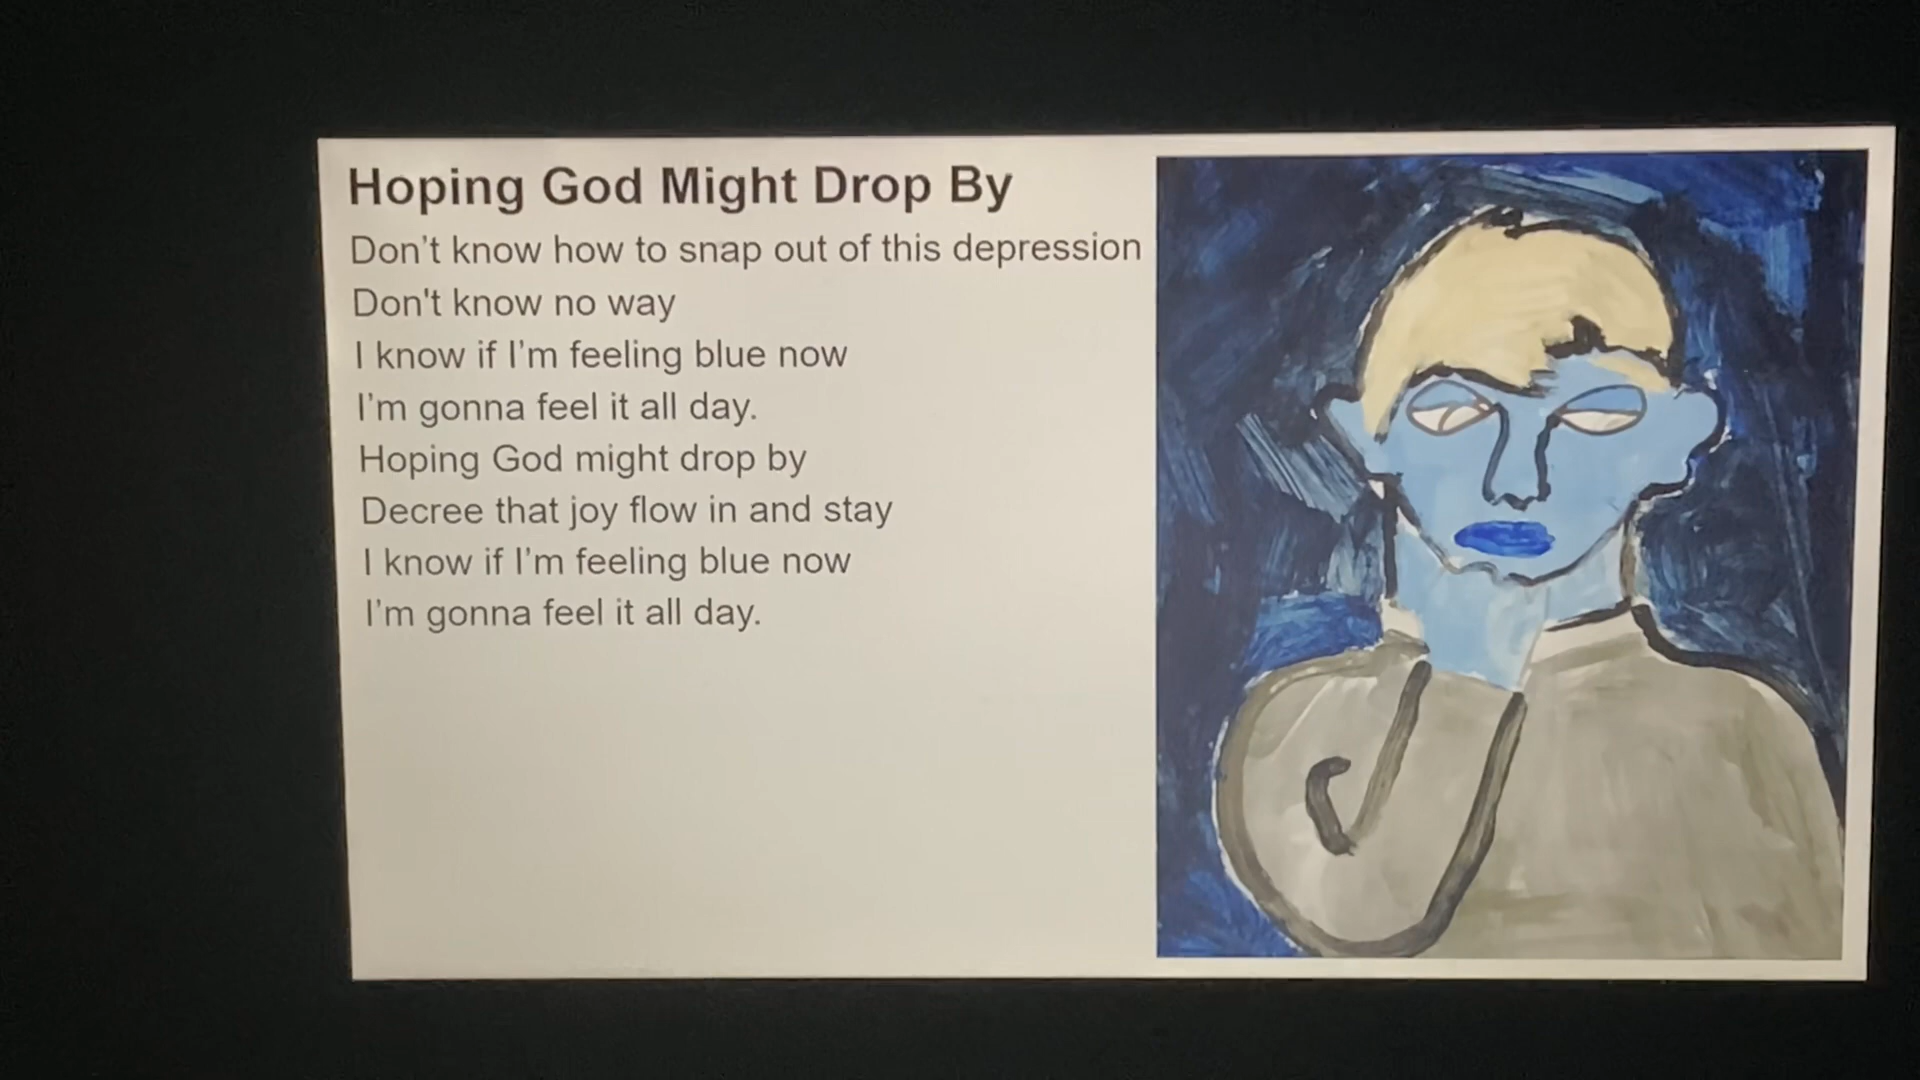 Hoping God Might Drop By
Don’t know how to snap out of this depression
Don't know no way
I know if I’m feeling blue now
I’m gonna feel it all day.
Hoping God might drop by
Decree that joy flow in and stay
I know if I’m feeling blue now
I’m gonna feel it all day.